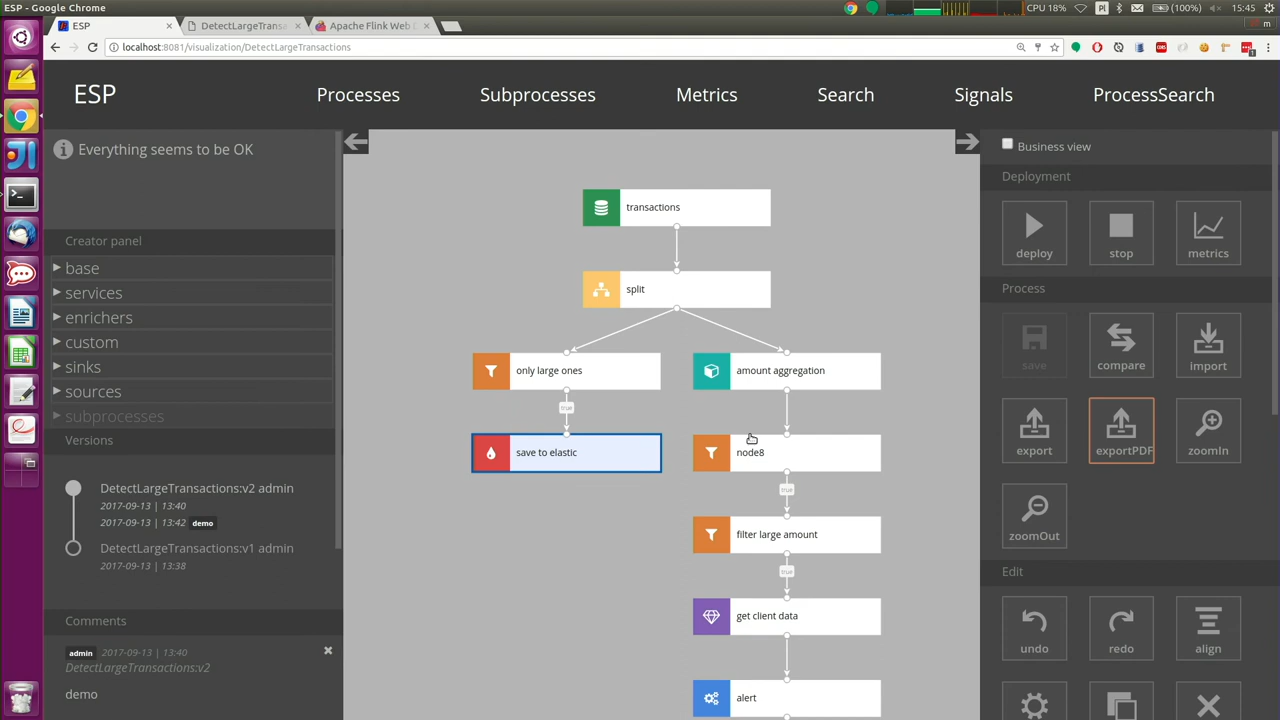 ESP - Google Chrome
CPU 18%
Pl
(100%)
15:45
ESP
DetectLargeTransa
Apache Flink Web
m
localhost:8081/visualization/DetectLargeTransactions
ESP
Processes
Subprocesses
Metrics
Search
Signals
ProcessSearch
Everything seems to be OK
Creator panel
base
services
enrichers
custom
sinks
sources
subprocesses
Versions
DetectLargeTransactions:v2 admin
2017-09-13 | 13:40
2017-09-13 | 13:42 demo
DetectLargeTransactions:v1 admin
2017-09-13 | 13:38
Comments
admin 2017-09-13 | 13:40
DetectLargeTransactions:v2
demo
transactions
split
only large ones
amount aggregation
true
save to elastic
node8
true
filter large amount
true
get client data
alert
Business view
Deployment
deploy
stop
metrics
Process
save
compare
import
export
exportPDF
zoomIn
zoomOut
Edit
undo
redo
align